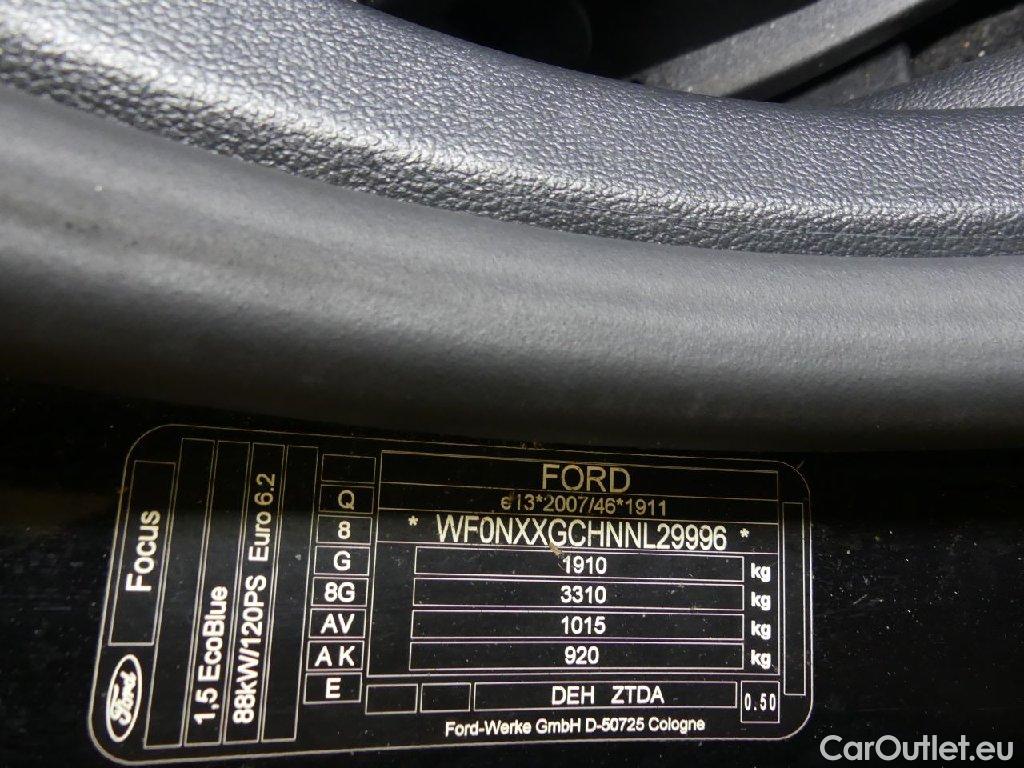 Focus
Ford
1,5 EcoBlue
88kW/120PS Euro 6.2
Q
8
G
8G
AV
A K
E
FORD
e13*2007/46*1911
* WF0NXXGCHNNL29996 *
1910 kg
3310 kg
1015 kg
920 kg
DEH ZTDA 0.50
Ford-Werke GmbH D-50725 Cologne
CarOutlet.eu